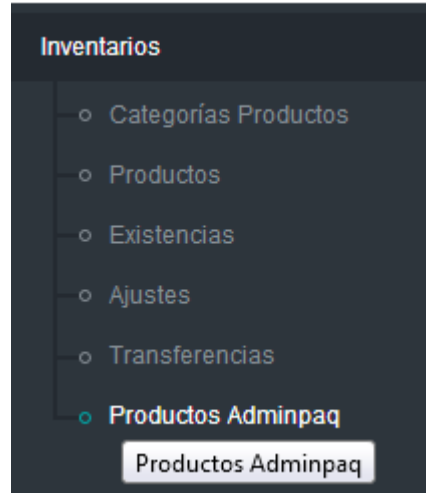 Inventarios
Categorías Productos
Productos
Existencias
Ajustes
Transferencias
Productos Adminpaq
Productos Adminpaq